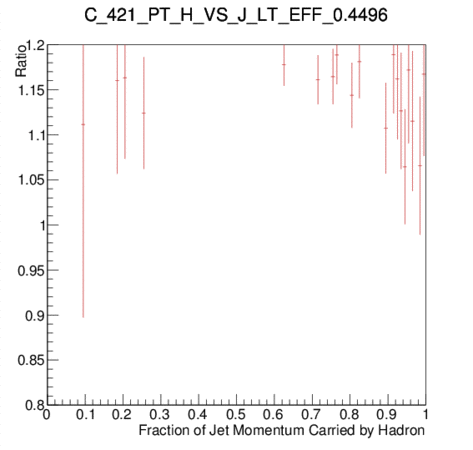 C_421_PT_H_VS_J_LT_EFF_0.4496
Ratio
1.2
1.15
1.1
1.05
1
0.95
0.9
0.85
0.8
0 0.1 0.2 0.3 0.4 0.5 0.6 0.7 0.8 0.9 1
Fraction of Jet Momentum Carried by Hadron